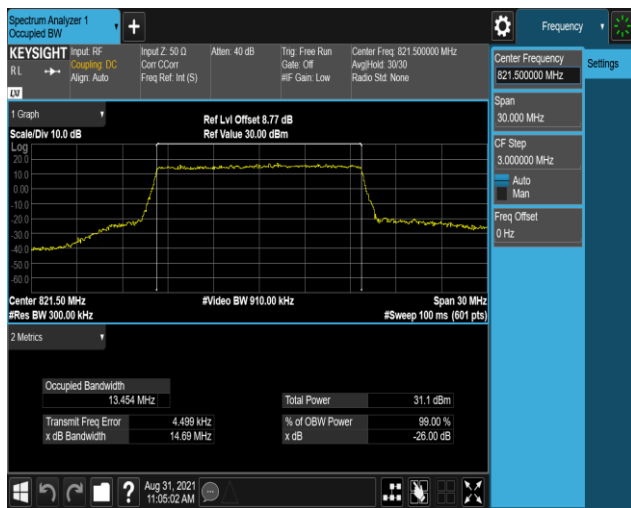 Spectrum Analyzer 1
Occupied BW
Frequency
KEYSIGHT
R L
LXI
Input: RF
Coupling: DC
Align: Auto
Input Z: 50 Ω
Corr CCorr
Freq Ref: Int (S)
Atten: 40 dB
Trig: Free Run
Gate: Off
#IF Gain: Low
Center Freq: 821.500000 MHz
Avg|Hold: 30/30
Radio Std: None
Center Frequency
821.500000 MHz
Settings
Span
30.000 MHz
CF Step
3.000000 MHz
Auto
Man
Freq Offset
0 Hz
1 Graph
Scale/Div 10.0 dB
Ref Lvl Offset 8.77 dB
Ref Value 30.00 dBm
Log
20.0
10.0
0.00
-10.0
-20.0
-30.0
-40.0
-50.0
-60.0
Center 821.50 MHz
#Video BW 910.00 kHz
Span 30 MHz
#Res BW 300.00 kHz
#Sweep 100 ms (601 pts)
2 Metrics
Occupied Bandwidth
13.454 MHz
Total Power 31.1 dBm
Transmit Freq Error 4.499 kHz
% of OBW Power 99.00 %
x dB Bandwidth 14.69 MHz
x dB -26.00 dB
?
Aug 31, 2021
11:05:02 AM